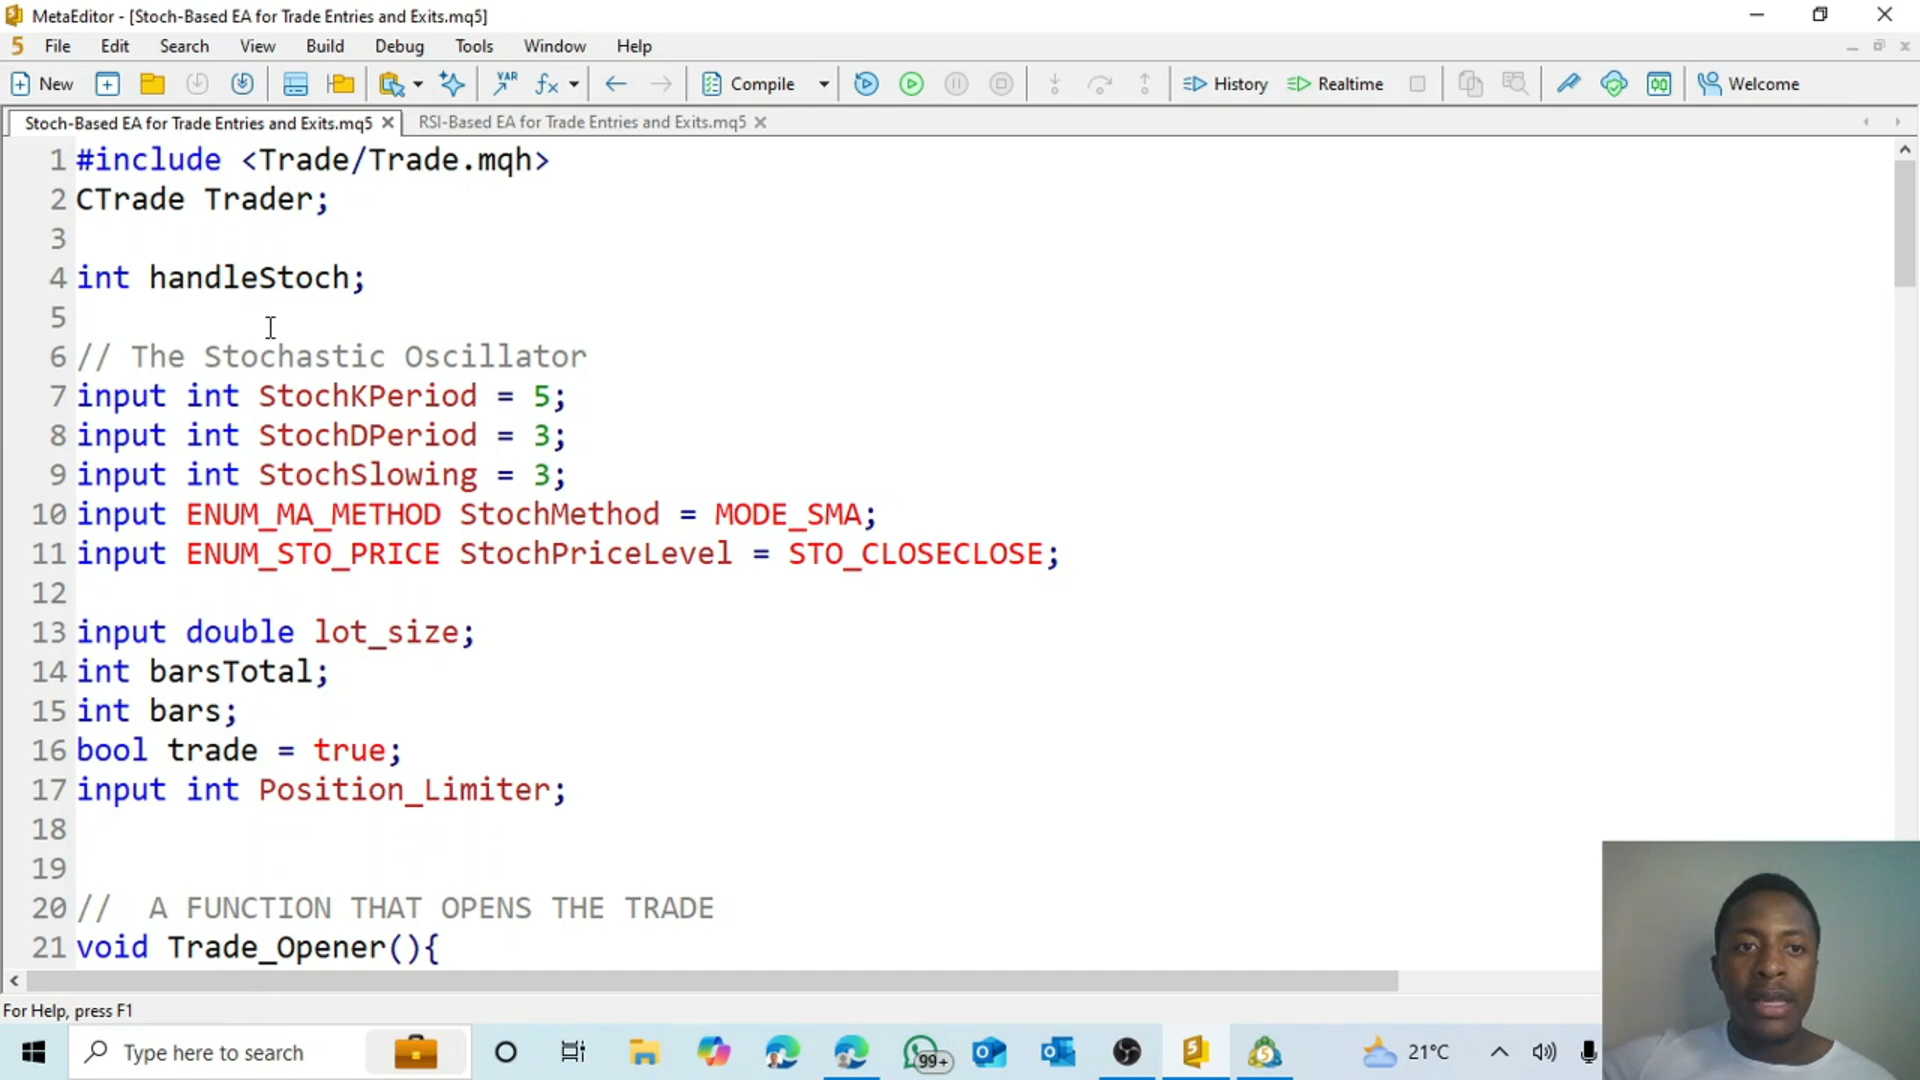 MetaEditor - [Stoch-Based EA for Trade Entries and Exits.mq5]
5 File Edit Search View Build Debug Tools Window Help
New VAR Compile History Realtime Welcome
Stoch-Based EA for Trade Entries and Exits.mq5 RSI-Based EA for Trade Entries and Exits.mq5
1 #include <Trade/Trade.mqh>
2 CTrade Trader;
3
4 int handleStoch;
5
6 // The Stochastic Oscillator
7 input int StochKPeriod = 5;
8 input int StochDPeriod = 3;
9 input int StochSlowing = 3;
10 input ENUM_MA_METHOD StochMethod = MODE_SMA;
11 input ENUM_STO_PRICE StochPriceLevel = STO_CLOSECLOSE;
12
13 input double lot_size;
14 int barsTotal;
15 int bars;
16 bool trade = true;
17 input int Position_Limiter;
18
19
20 // A FUNCTION THAT OPENS THE TRADE
21 void Trade_Opener(){
For Help, press F1
Type here to search 99+ 21°C